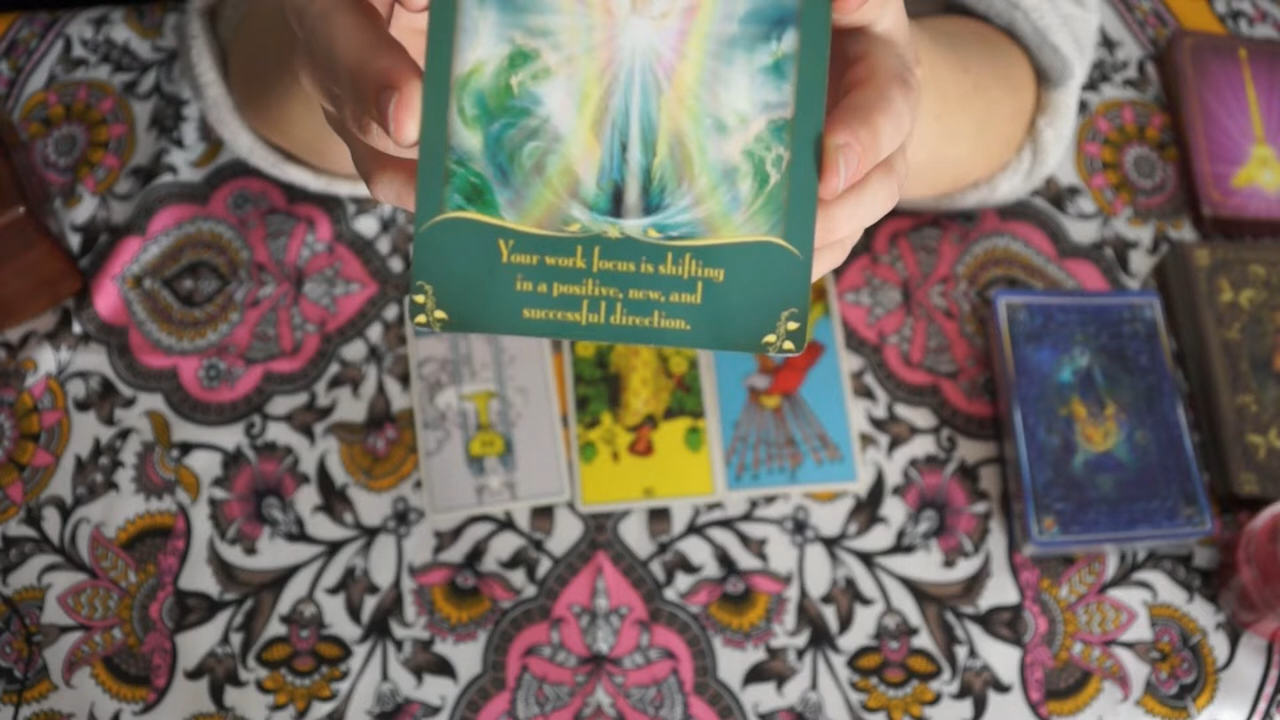 Your work focus is shifting
in a positive, new, and
successful direction.